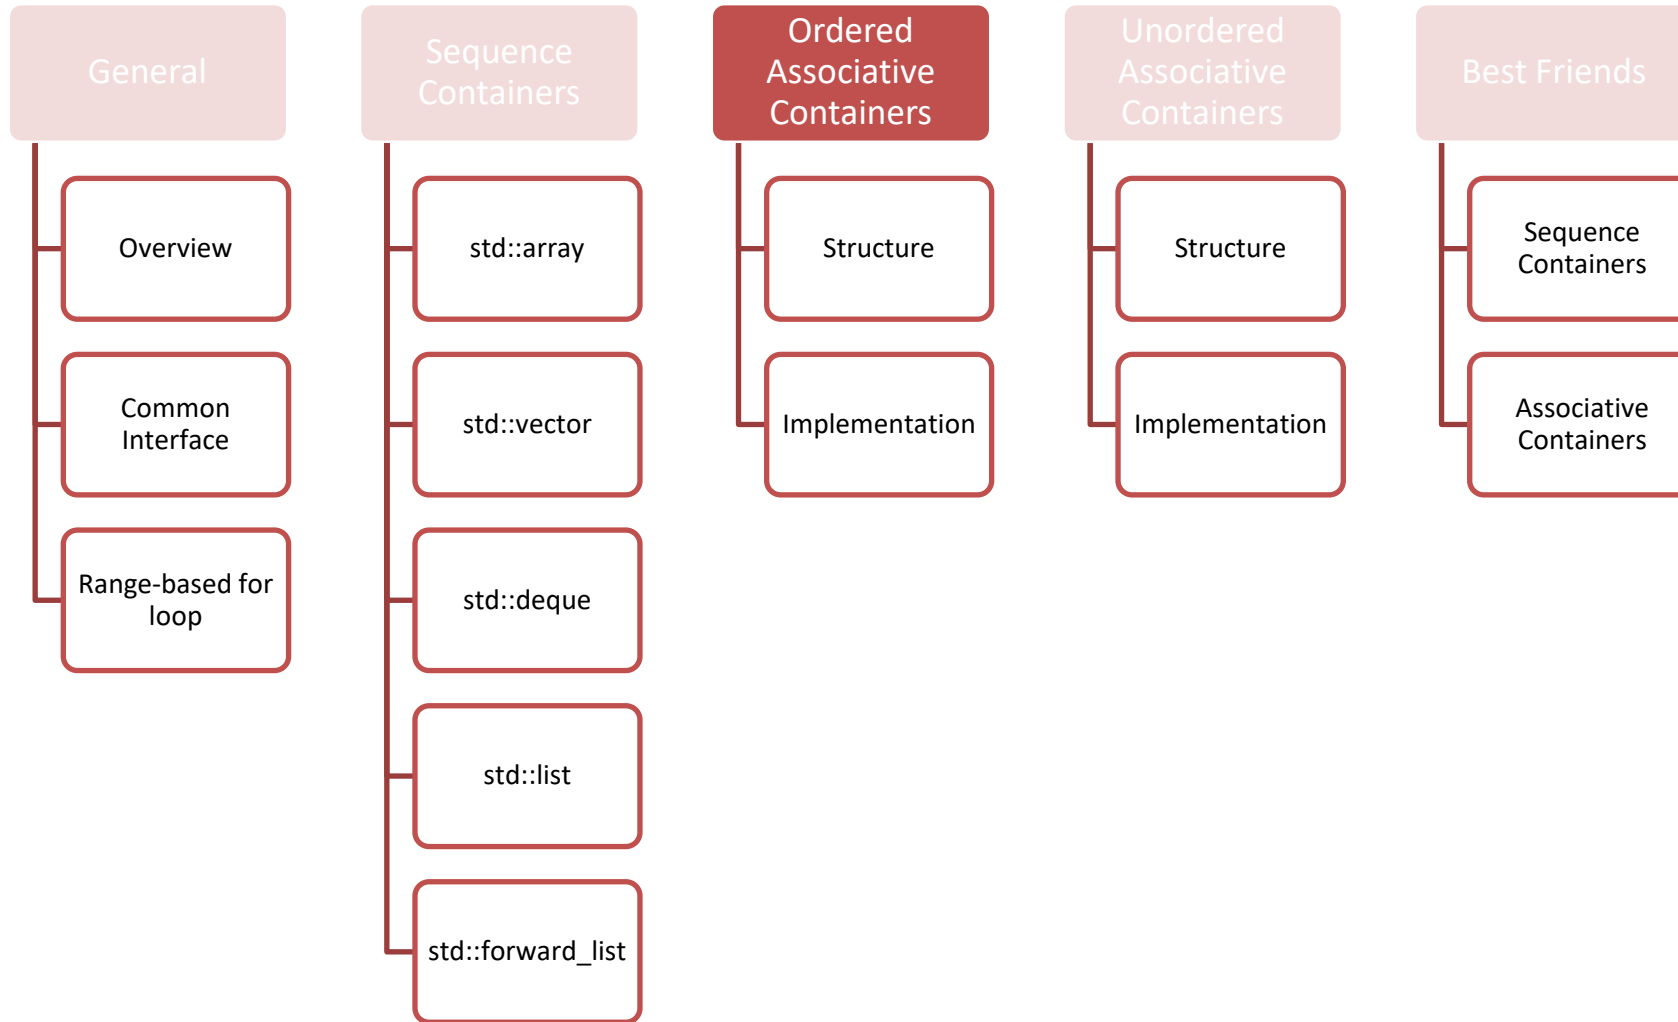 General
Overview
Common
Interface
Range-based for
loop
Sequence
Containers
std::array
std::vector
std::deque
std::list
std::forward_list
Ordered
Associative
Containers
Structure
Implementation
Unordered
Associative
Containers
Structure
Implementation
Best Friends
Sequence
Containers
Associative
Containers